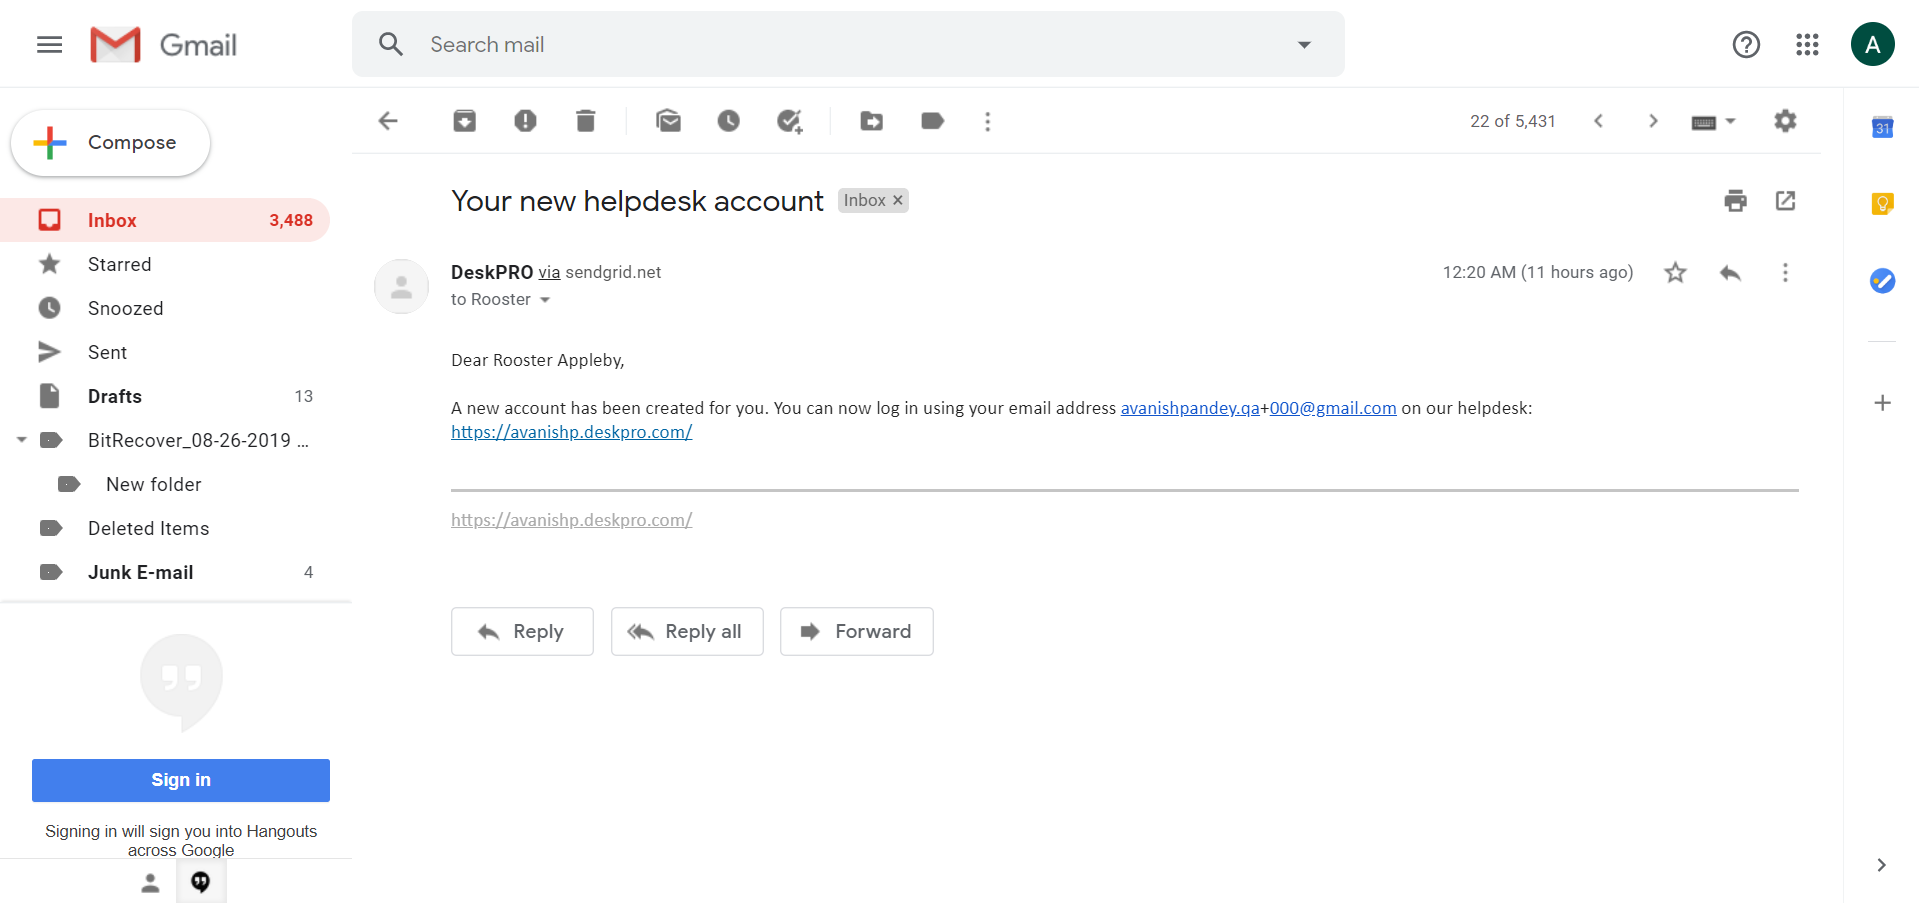 Gmail
Search mail
A
Compose
22 of 5,431
31
Your new helpdesk account Inbox ×
Inbox 3,488
Starred
Snoozed
Sent
Drafts 13
BitRecover_08-26-2019 ...
New folder
Deleted Items
Junk E-mail 4
DeskPRO via sendgrid.net
12:20 AM (11 hours ago)
to Rooster
Dear Rooster Appleby,
A new account has been created for you. You can now log in using your email address avanishpandey.qa+000@gmail.com on our helpdesk:
https://avanishp.deskpro.com/
https://avanishp.deskpro.com/
Reply Reply all Forward
Sign in
Signing in will sign you into Hangouts
across Google